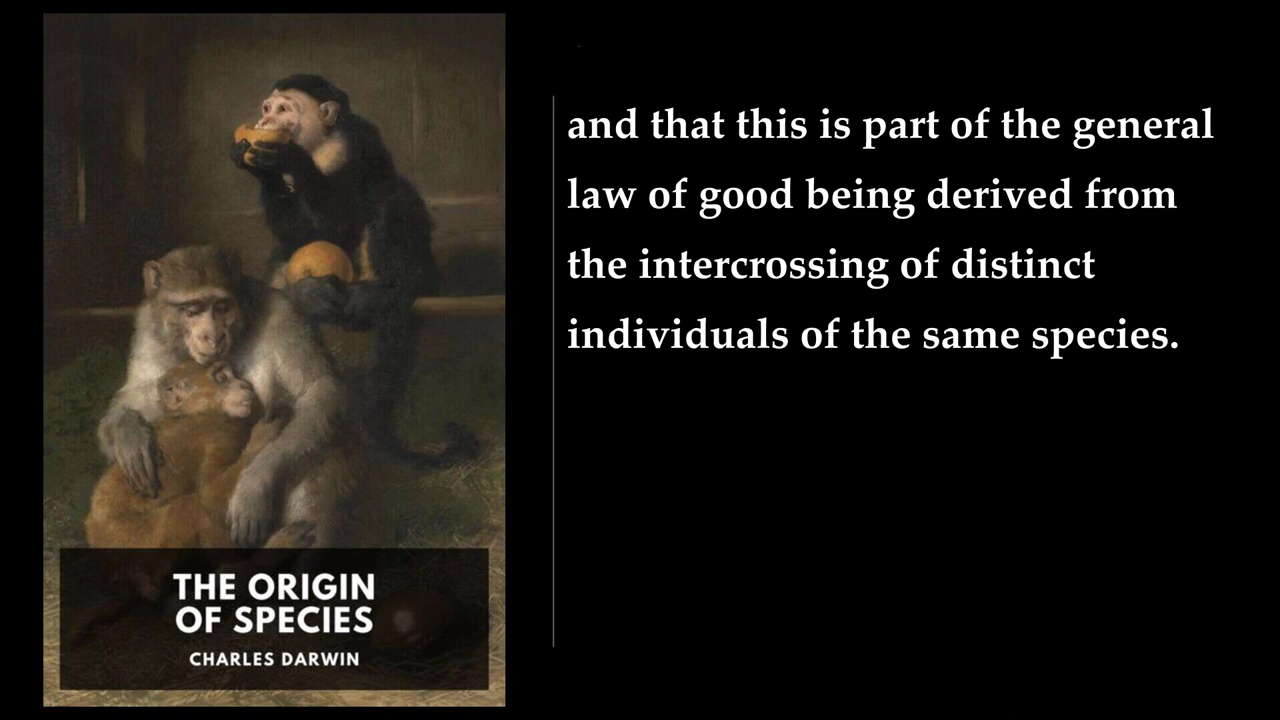 and that this is part of the general
law of good being derived from
the intercrossing of distinct
individuals of the same species.
THE ORIGIN
OF SPECIES
CHARLES DARWIN